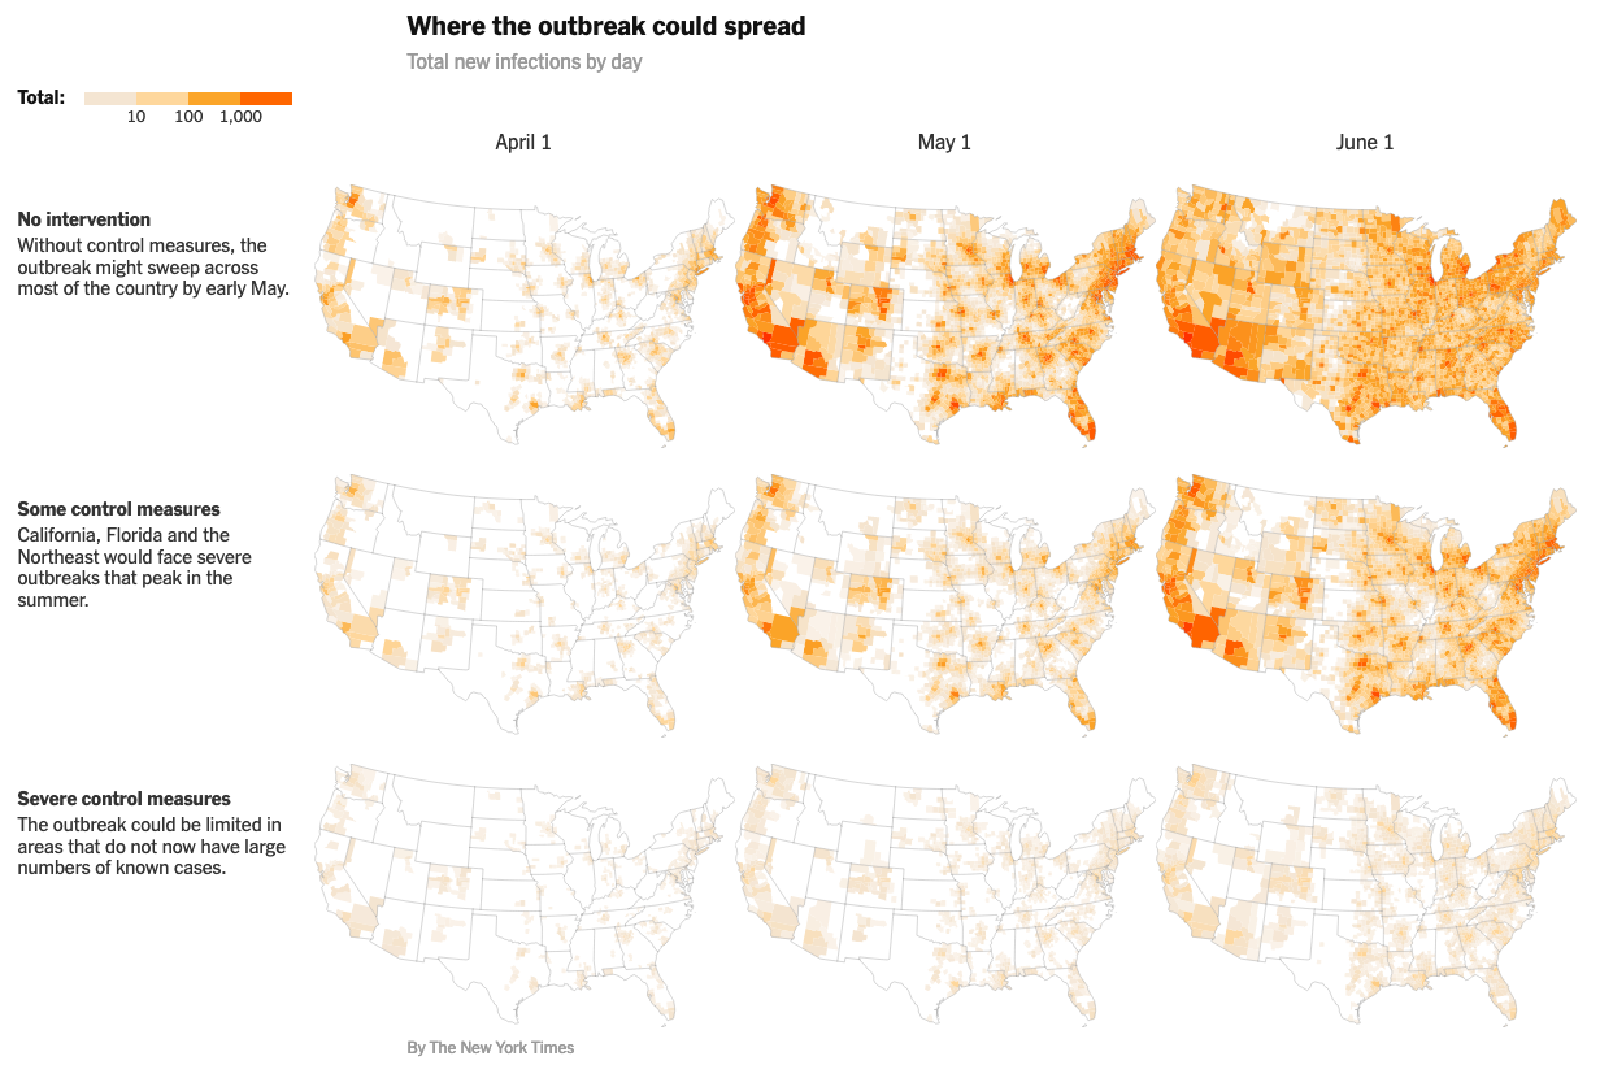 Where the outbreak could spread
Total new infections by day
Total:
10 100 1,000
April 1 May 1 June 1
No intervention
Without control measures, the
outbreak might sweep across
most of the country by early May.
Some control measures
California, Florida and the
Northeast would face severe
outbreaks that peak in the
summer.
Severe control measures
The outbreak could be limited in
areas that do not now have large
numbers of known cases.
By The New York Times